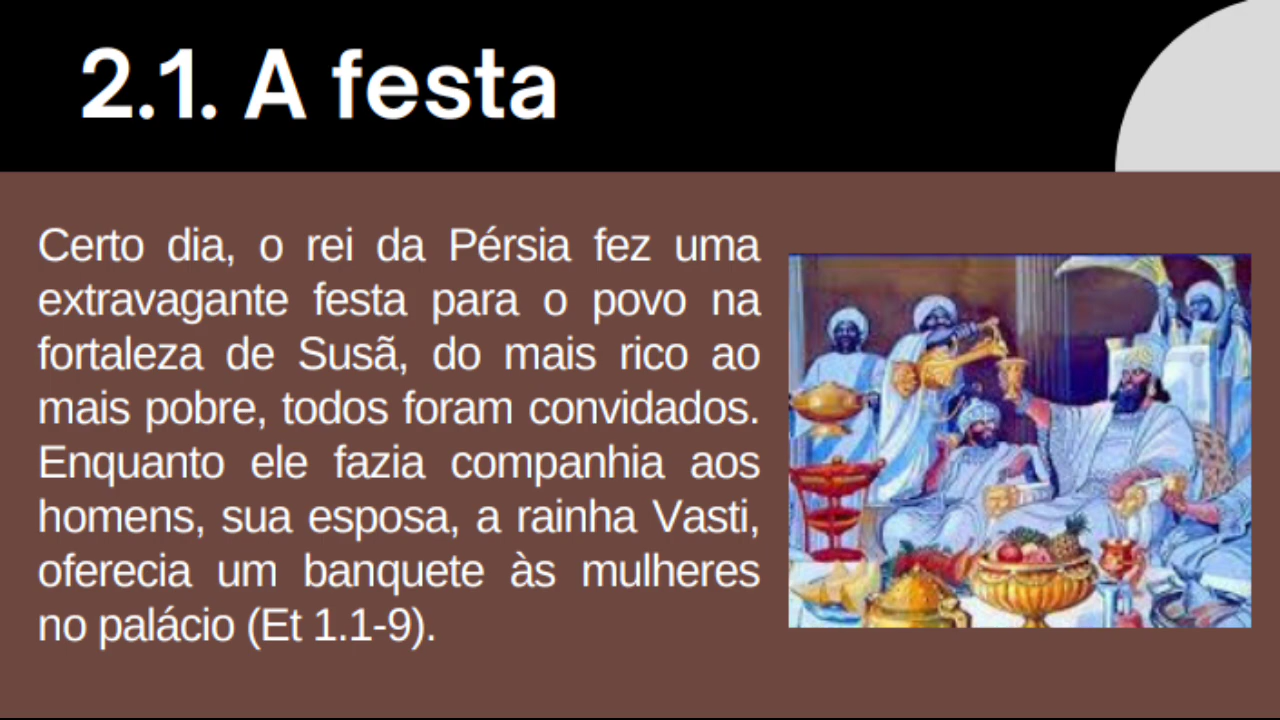 2.1. A festa
Certo dia, o rei da Pérsia fez uma
extravagante festa para o povo na
fortaleza de Susã, do mais rico ao
mais pobre, todos foram convidados.
Enquanto ele fazia companhia aos
homens, sua esposa, a rainha Vasti,
oferecia um banquete às mulheres
no palácio (Et 1.1-9).